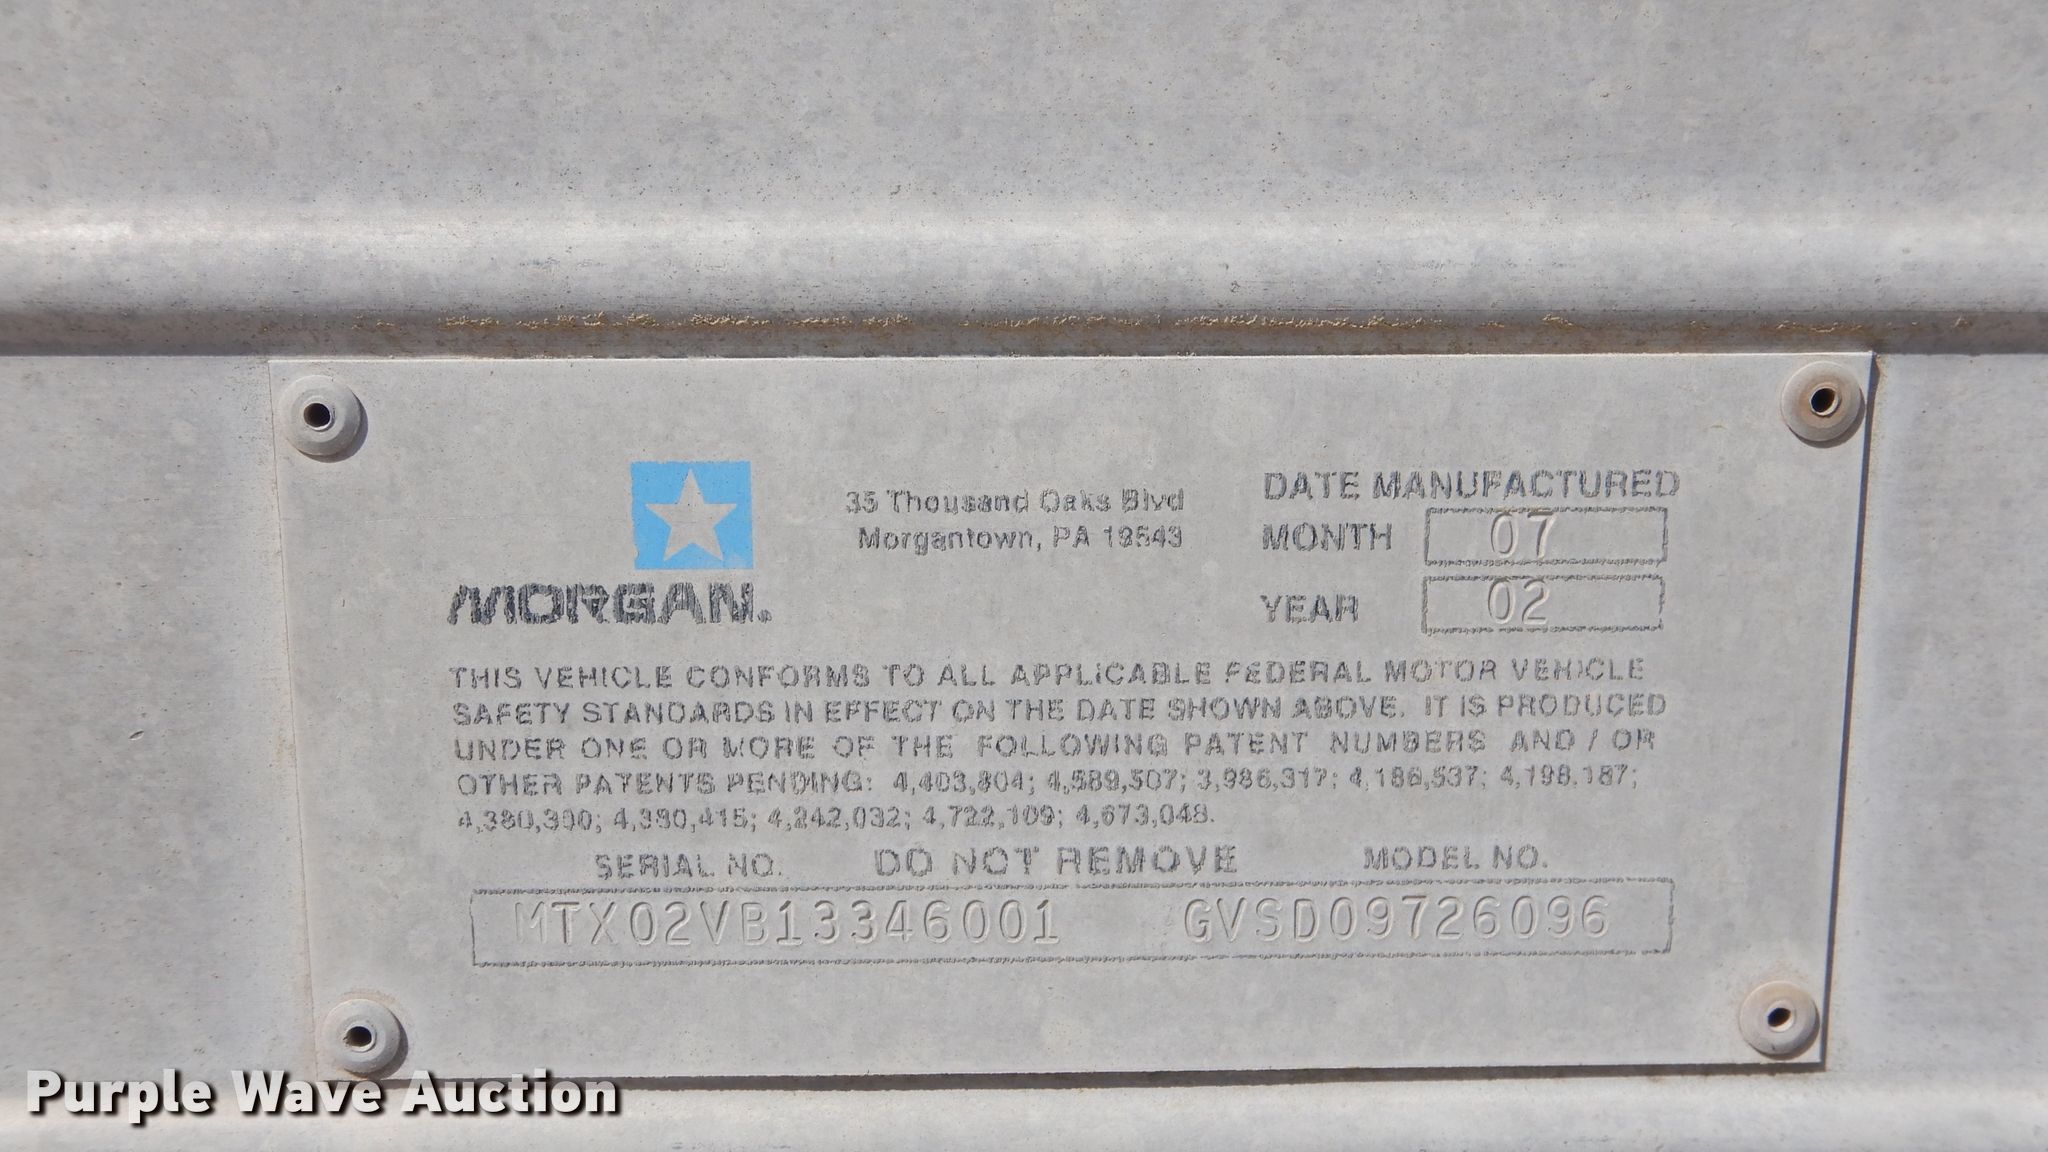 MORGAN.
35 Thousand Oaks Blvd
Morgantown, PA 19543
DATE MANUFACTURED
MONTH 07
YEAR 02
THIS VEHICLE CONFORMS TO ALL APPLICABLE FEDERAL MOTOR VEHICLE
SAFETY STANDARDS IN EFFECT ON THE DATE SHOWN ABOVE. IT IS PRODUCED
UNDER ONE OR MORE OF THE FOLLOWING PATENT NUMBERS AND / OR
OTHER PATENTS PENDING: 4,403,804; 4,589,507; 3,986,317; 4,186,537; 4,198,187;
4,380,415; 4,242,032; 4,722,109; 4,673,048.
SERIAL NO. DO NOT REMOVE MODEL NO.
MTX02VB13346001 GVSD09726096
Purple Wave Auction